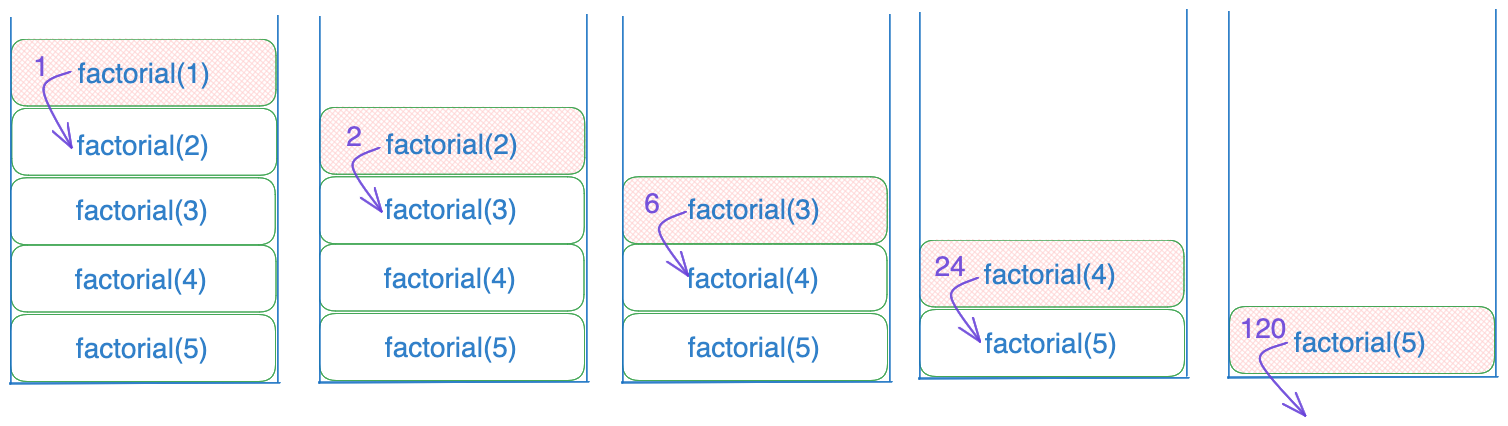 1
factorial(1)
factorial(2)
factorial(3)
factorial(4)
factorial(5)
2
factorial(2)
factorial(3)
factorial(4)
factorial(5)
6
factorial(3)
factorial(4)
factorial(5)
24
factorial(4)
factorial(5)
120
factorial(5)